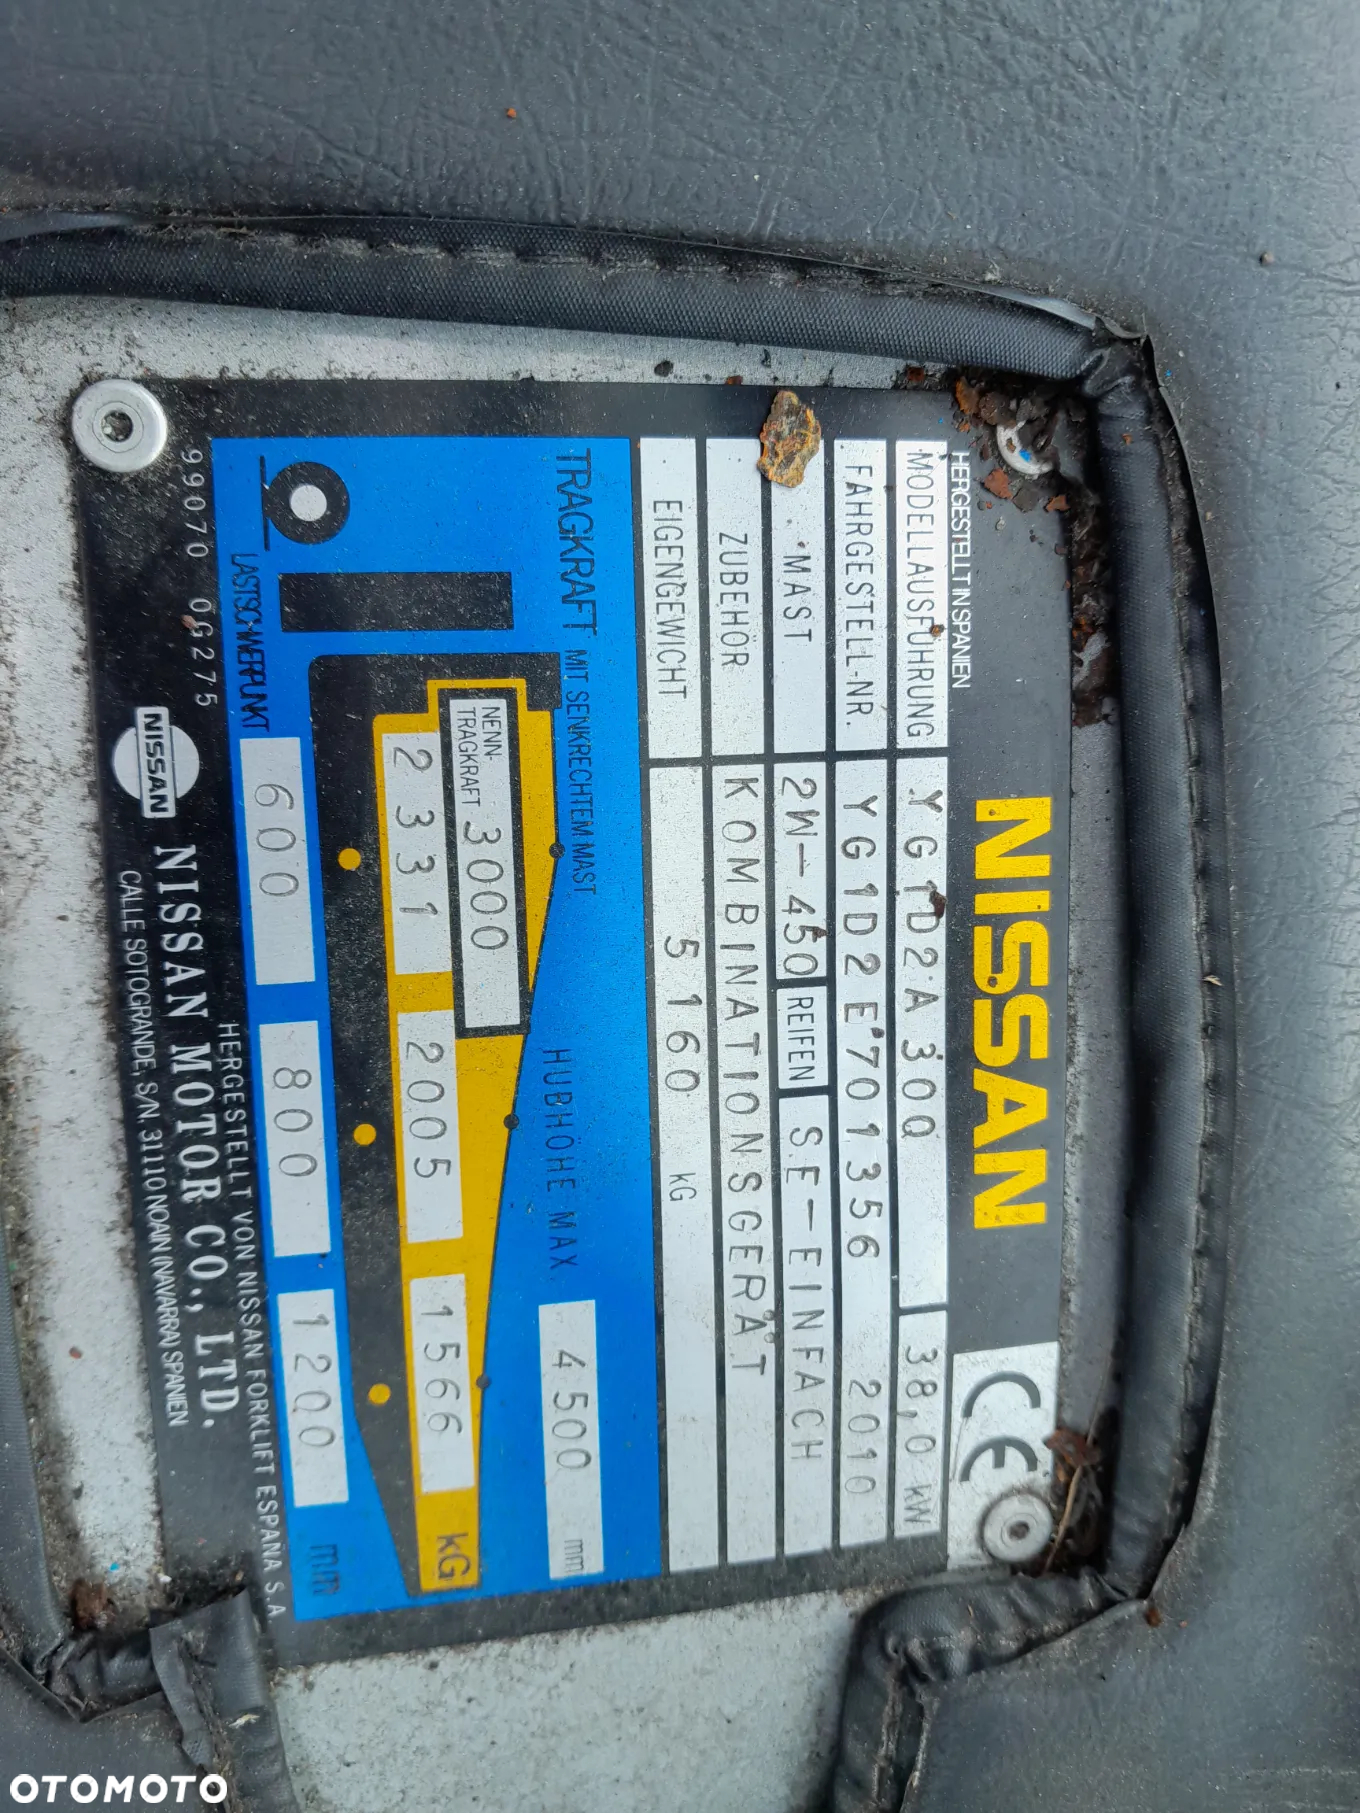 NISSAN
CE
HERGESTELLT IN SPANIEN
MODELLAUSFÜHRUNG YG1D2A30Q 38,0 kW
FAHRGESTELL-NR. YG1D2E701356 2010
MAST 2W-450 REIFEN SE-EINFACH
ZUBEHÖR KOMBINATIONSGERÄT
EIGENGEWICHT 5160 kG
TRAGKRAFT MIT SENKRECHTEM MAST
HUBHÖHE MAX. 4500 mm
NENN-
TRAGKRAFT 3000
2331 2005 1566 kG
LASTSCHWERPUNKT 600 800 1200 mm
HERGESTELLT VON NISSAN FORKLIFT ESPANA S.A.
99070 0G275
NISSAN NISSAN MOTOR CO., LTD.
CALLE SOTOGRANDE, S/N. 31110 NOAIN (NAVARRA) SPANIEN
OTOMOTO